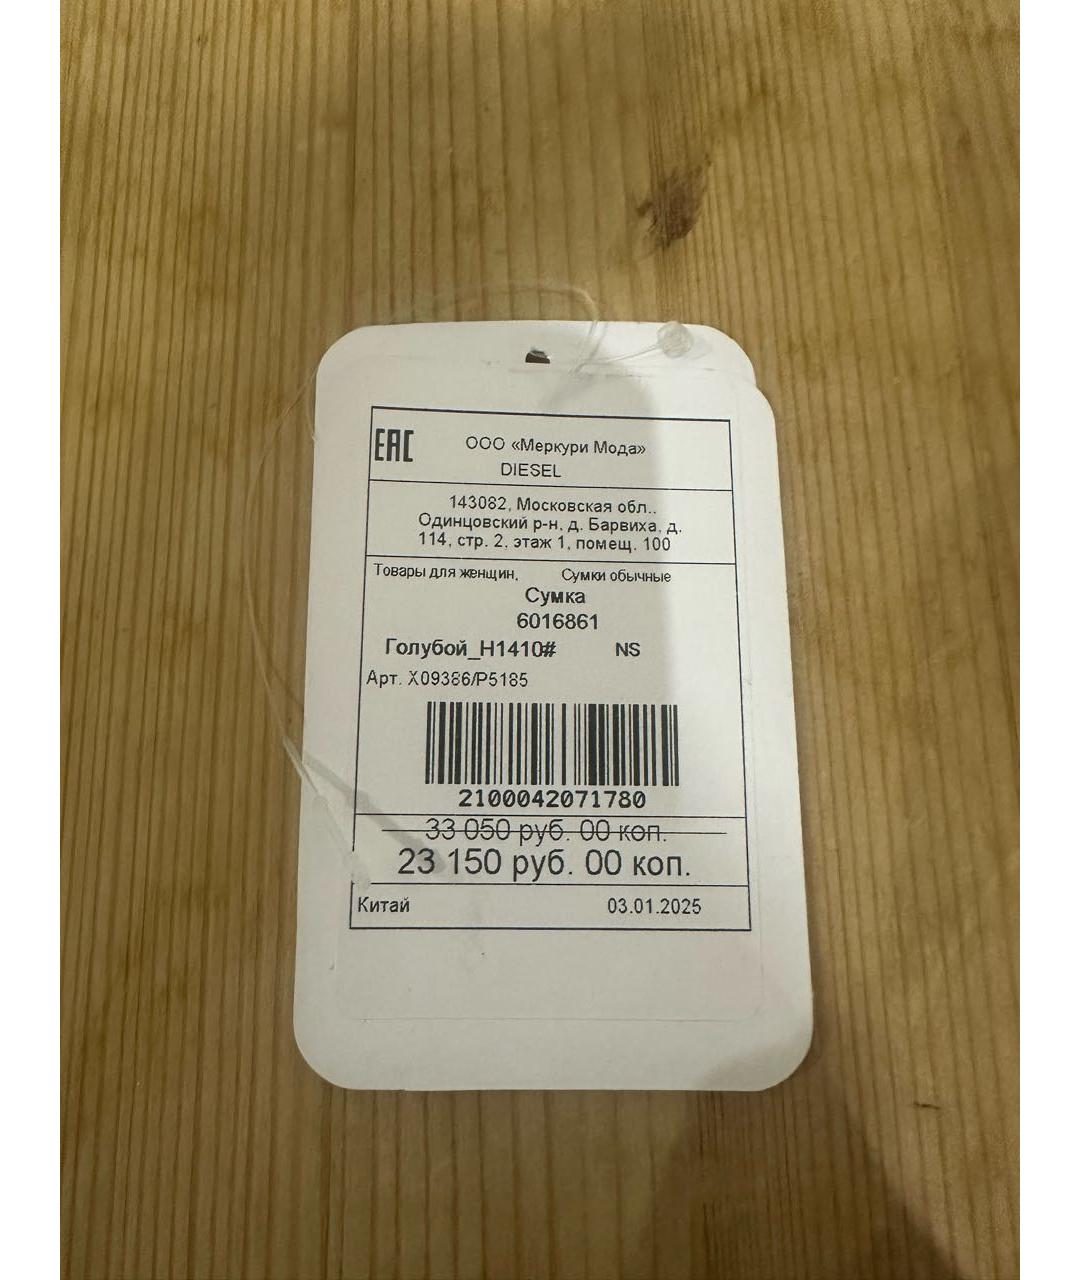 EAC
ООО «Меркури Мода»
DIESEL
143082, Московская обл.,
Одинцовский р-н, д. Барвиха, д.
114, стр. 2, этаж 1, помещ. 100
Товары для женщин, Сумки обычные
Сумка
6016861
Голубой_H1410# NS
Арт. X09386/P5185
2100042071780
33 050 руб. 00 коп.
23 150 руб. 00 коп.
Китай 03.01.2025